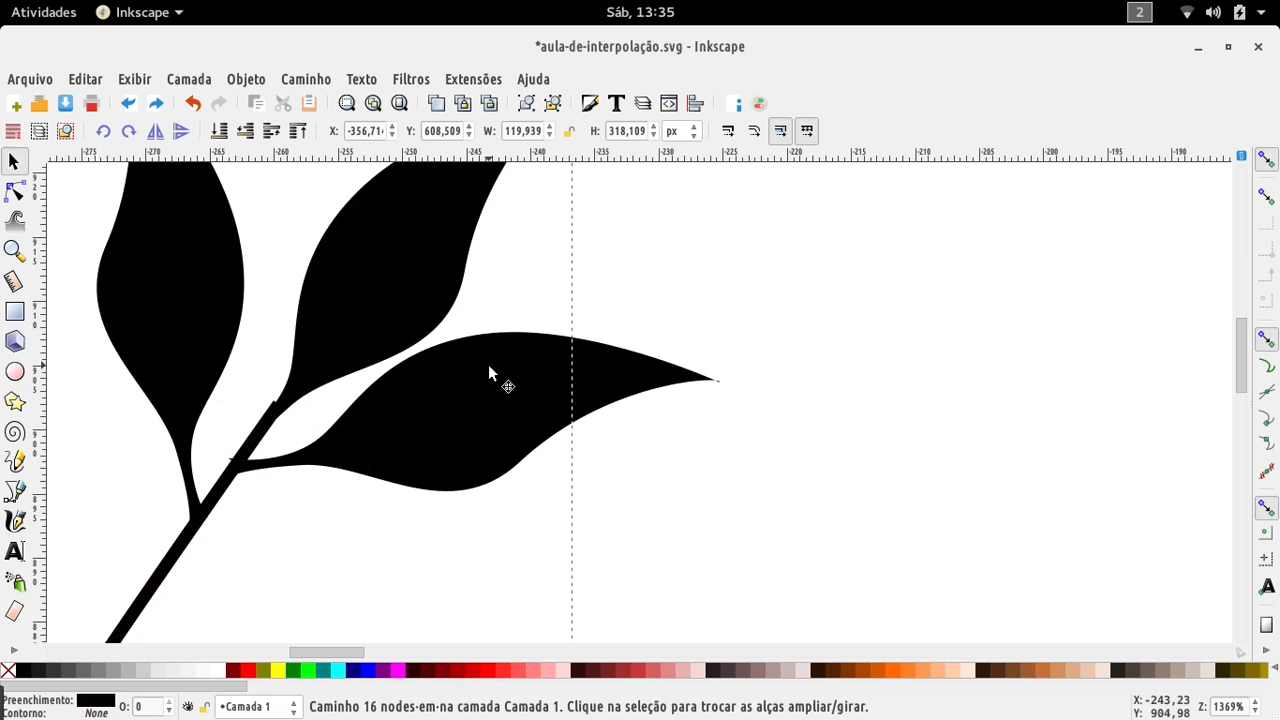 Atividades Inkscape Sáb, 13:35 2
*aula-de-interpolação.svg - Inkscape
Arquivo Editar Exibir Camada Objeto Caminho Texto Filtros Extensões Ajuda
X: -356,714 Y: 608,509 W: 119,939 H: 318,109 px
-275 -270 -265 -260 -255 -250 -245 -240 -235 -230 -225 -220 -215 -210 -205 -200 -195 -190
Preenchimento: O: 0 •Camada 1 Caminho 16 nodes-em-na camada Camada 1. Clique na seleção para trocar as alças ampliar/girar. X:-243,23 Z: 1369%
Contorno: None Y: 904,98